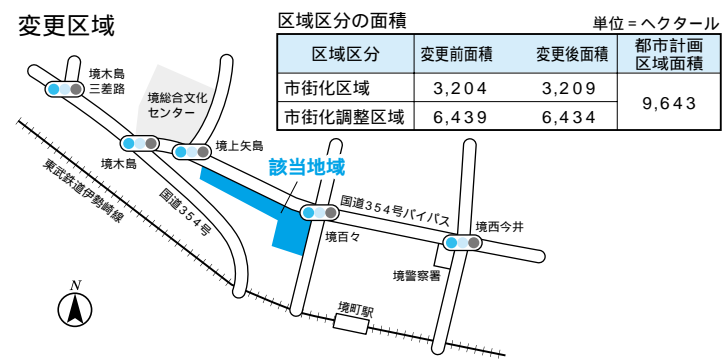 変更区域
区域区分の面積
単位=ヘクタール
区域区分 変更前面積 変更後面積 都市計画
区域面積
市街化区域 3,204 3,209 9,643
市街化調整区域 6,439 6,434
境木島
三差路
境総合文化
センター
境上矢島
境木島
該当地域
東武鉄道伊勢崎線
国道354号
国道354号バイパス
境百々
境西今井
境警察署
境町駅
N